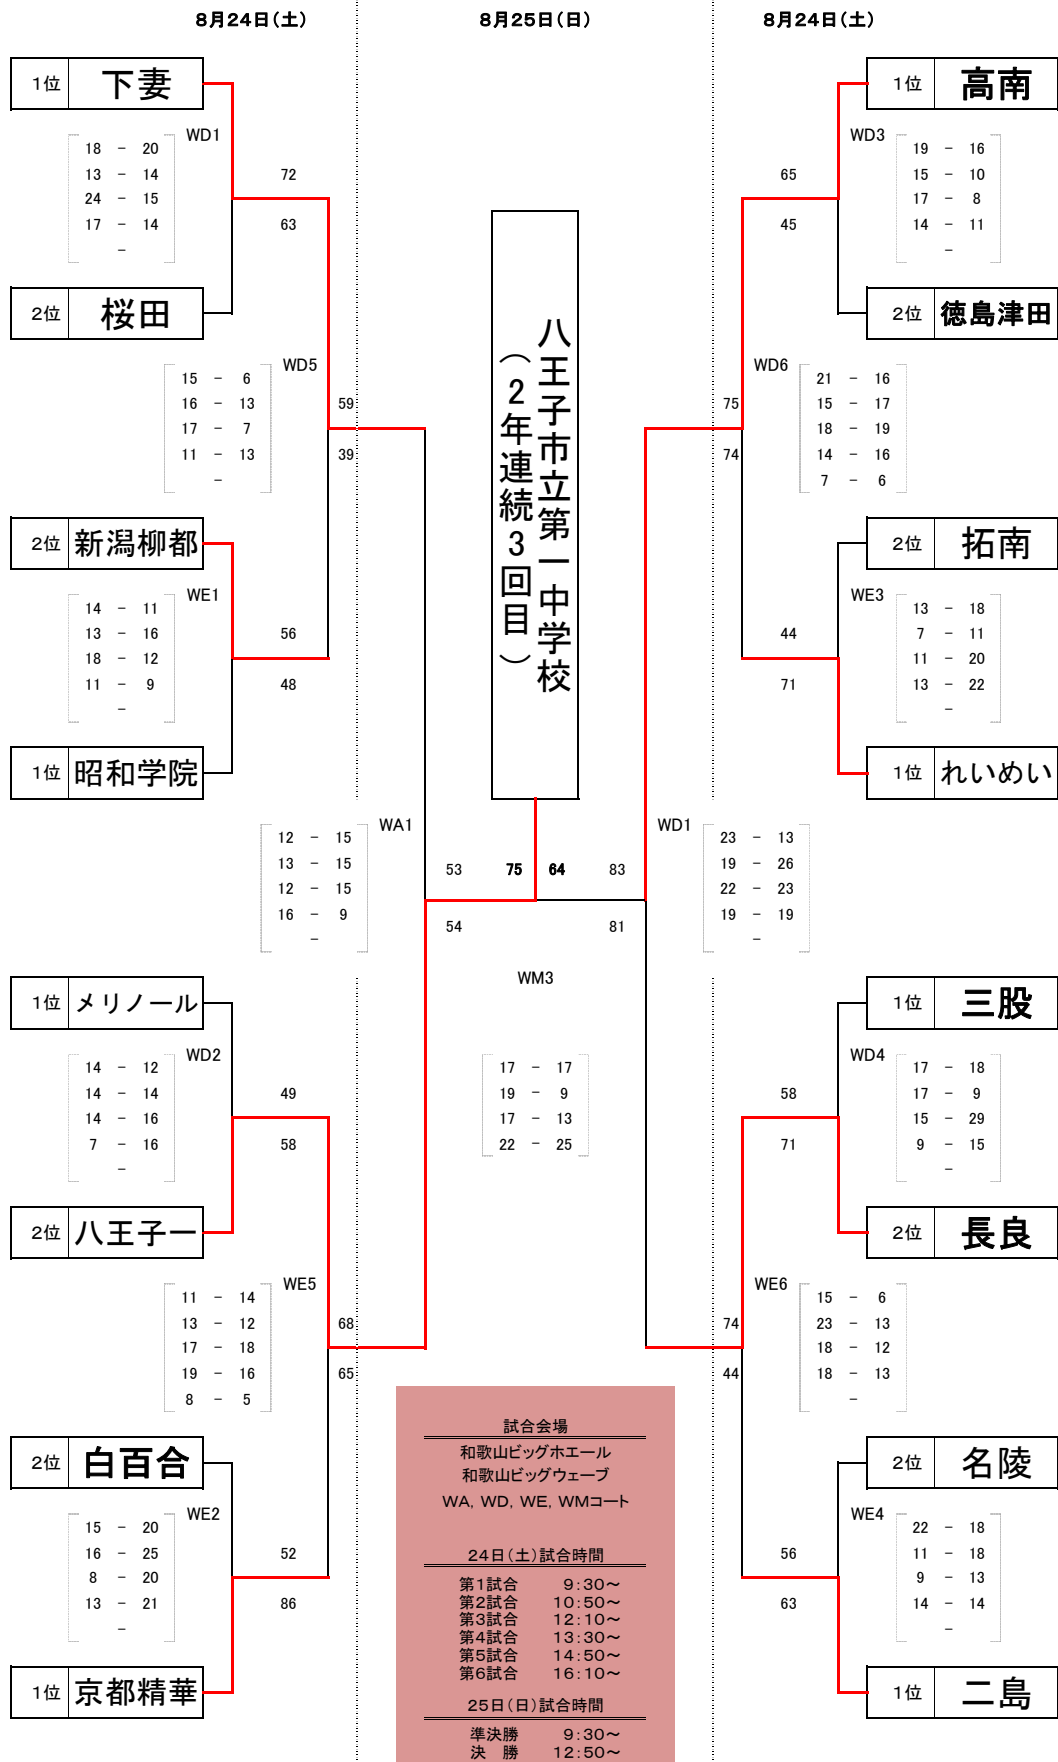 8月24日(土)
8月25日(日)
8月24日(土)
1位 下妻
WD1
18 - 20
13 - 14
24 - 15
17 - 14
-
72
63
2位 桜田
WD5
15 - 6
16 - 13
17 - 7
11 - 13
-
59
39
2位 新潟柳都
WE1
14 - 11
13 - 16
18 - 12
11 - 9
-
56
48
1位 昭和学院
WA1
12 - 15
13 - 15
12 - 15
16 - 9
-
53
54
1位 メリノール
WD2
14 - 12
14 - 14
14 - 16
7 - 16
-
49
58
2位 八王子一
WE5
11 - 14
13 - 12
17 - 18
19 - 16
8 - 5
68
65
2位 白百合
WE2
15 - 20
16 - 25
8 - 20
13 - 21
-
52
86
1位 京都精華
八王子市立第一中学校
(2年連続3回目)
75 64
WM3
17 - 17
19 - 9
17 - 13
22 - 25
1位 高南
WD3
19 - 16
15 - 10
17 - 8
14 - 11
-
65
45
2位 徳島津田
WD6
21 - 16
15 - 17
18 - 19
14 - 16
7 - 6
75
74
2位 拓南
WE3
13 - 18
7 - 11
11 - 20
13 - 22
-
44
71
1位 れいめい
WD1
23 - 13
19 - 26
22 - 23
19 - 19
-
83
81
1位 三股
WD4
17 - 18
17 - 9
15 - 29
9 - 15
-
58
71
2位 長良
WE6
15 - 6
23 - 13
18 - 12
18 - 13
-
74
44
2位 名陵
WE4
22 - 18
11 - 18
9 - 13
14 - 14
-
56
63
1位 二島
試合会場
和歌山ビッグホエール
和歌山ビッグウェーブ
WA, WD, WE, WMコート
24日(土)試合時間
第1試合 9:30~
第2試合 10:50~
第3試合 12:10~
第4試合 13:30~
第5試合 14:50~
第6試合 16:10~
25日(日)試合時間
準決勝 9:30~
決 勝 12:50~